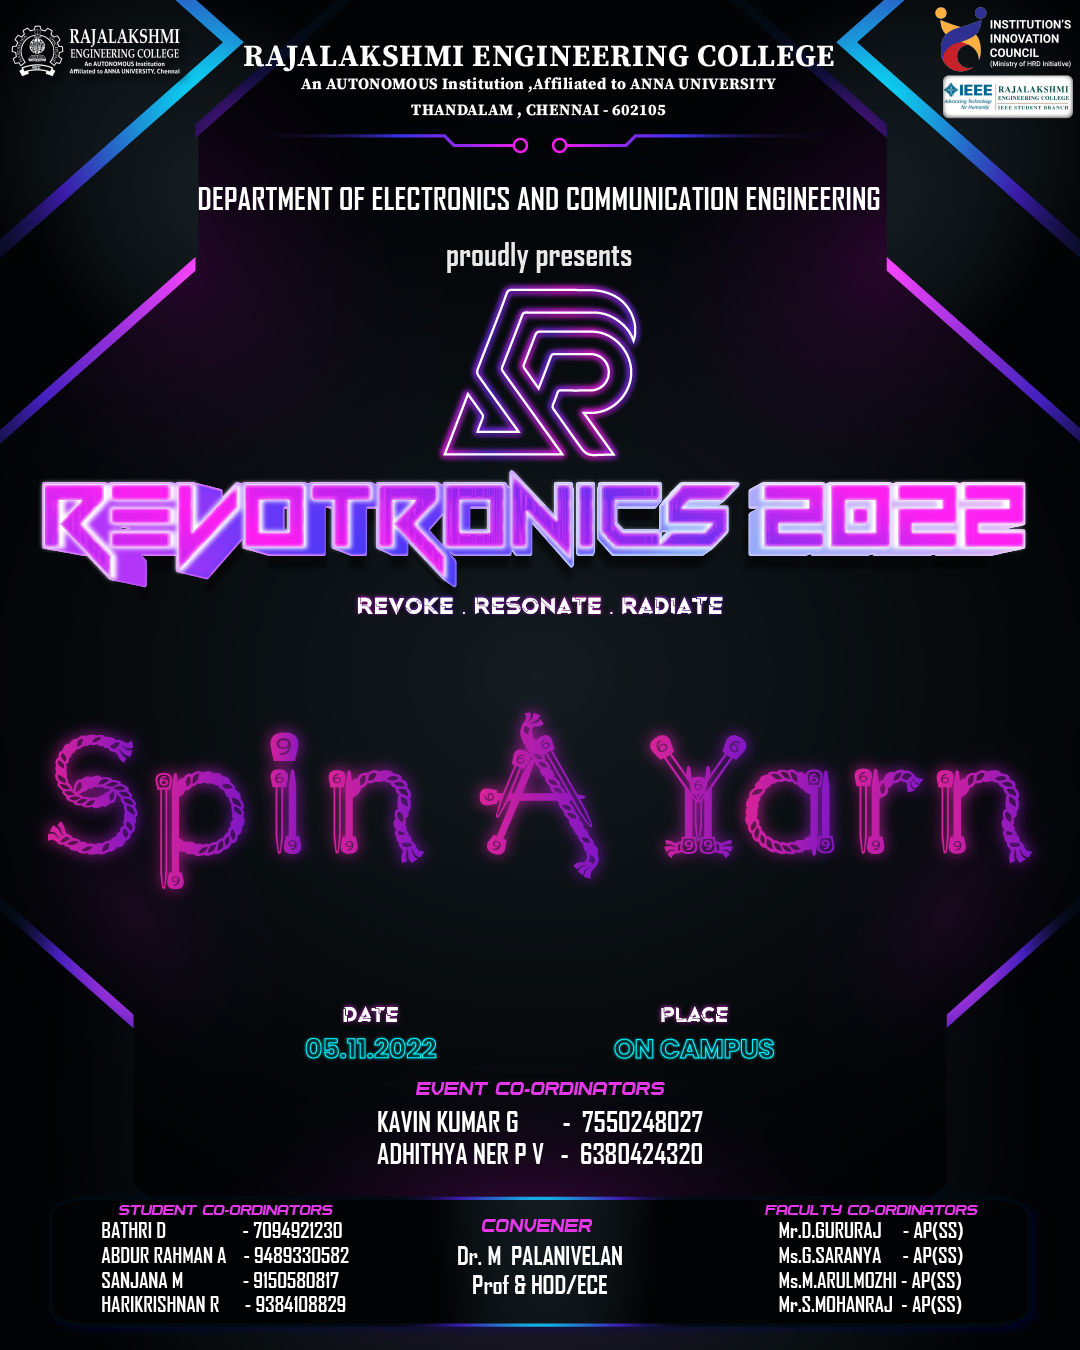 RAJALAKSHMI
ENGINEERING COLLEGE
An AUTONOMOUS Institution
Affiliated to ANNA UNIVERSITY, Chennai
RAJALAKSHMI ENGINEERING COLLEGE
An AUTONOMOUS Institution ,Affiliated to ANNA UNIVERSITY
THANDALAM , CHENNAI - 602105
INSTITUTION'S
INNOVATION
COUNCIL
(Ministry of HRD Initiative)
IEEE
Advancing Technology
for Humanity
RAJALAKSHMI
ENGINEERING COLLEGE
IEEE STUDENT BRANCH
DEPARTMENT OF ELECTRONICS AND COMMUNICATION ENGINEERING
proudly presents
REVOTRONICS 2022
REVOKE . RESONATE . RADIATE
Spin A Yarn
DATE
05.11.2022
PLACE
ON CAMPUS
EVENT CO-ORDINATORS
KAVIN KUMAR G - 7550248027
ADHITHYA NER P V - 6380424320
STUDENT CO-ORDINATORS
BATHRI D - 7094921230
ABDUR RAHMAN A - 9489330582
SANJANA M - 9150580817
HARIKRISHNAN R - 9384108829
CONVENER
Dr. M PALANIVELAN
Prof & HOD/ECE
FACULTY CO-ORDINATORS
Mr.D.GURURAJ - AP(SS)
Ms.G.SARANYA - AP(SS)
Ms.M.ARULMOZHI - AP(SS)
Mr.S.MOHANRAJ - AP(SS)